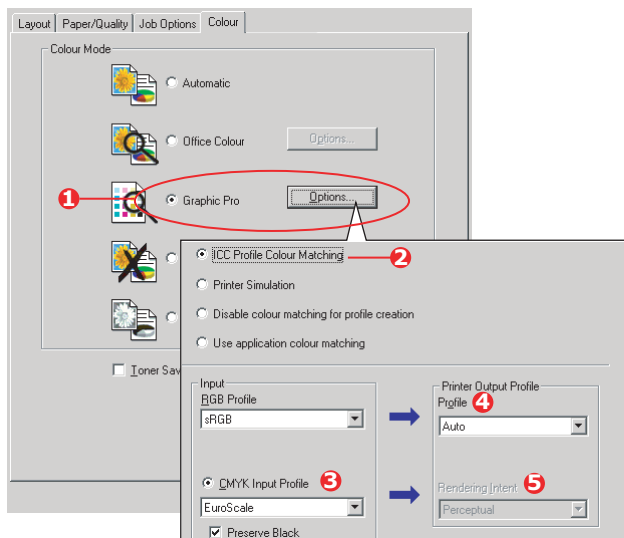 Layout Paper/Quality Job Options Colour
Colour Mode
Automatic
Office Colour Options...
1 Graphic Pro Options...
ICC Profile Colour Matching 2
Printer Simulation
Disable colour matching for profile creation
Use application colour matching
Toner Sav
Input
RGB Profile
sRGB
CMYK Input Profile 3
EuroScale
Preserve Black
Printer Output Profile
Profile 4
Auto
Rendering Intent 5
Perceptual